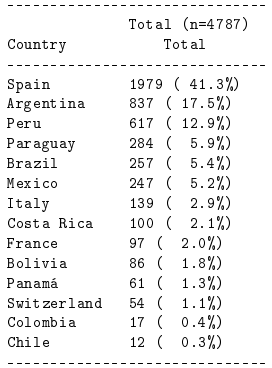 ------------------------------
Total (n=4787)
Country Total
------------------------------
Spain 1979 ( 41.3%)
Argentina 837 ( 17.5%)
Peru 617 ( 12.9%)
Paraguay 284 ( 5.9%)
Brazil 257 ( 5.4%)
Mexico 247 ( 5.2%)
Italy 139 ( 2.9%)
Costa Rica 100 ( 2.1%)
France 97 ( 2.0%)
Bolivia 86 ( 1.8%)
Panamá 61 ( 1.3%)
Switzerland 54 ( 1.1%)
Colombia 17 ( 0.4%)
Chile 12 ( 0.3%)
------------------------------